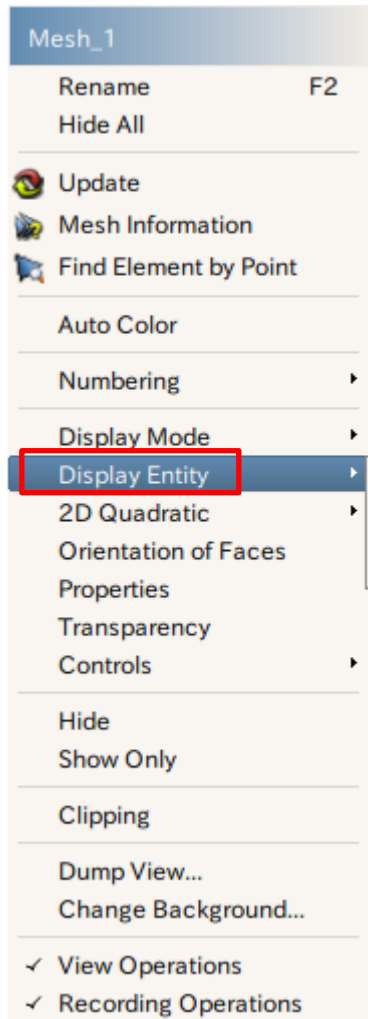 Mesh_1
Rename F2
Hide All
Update
Mesh Information
Find Element by Point
Auto Color
Numbering
Display Mode
Display Entity
2D Quadratic
Orientation of Faces
Properties
Transparency
Controls
Hide
Show Only
Clipping
Dump View...
Change Background...
✓ View Operations
✓ Recording Operations